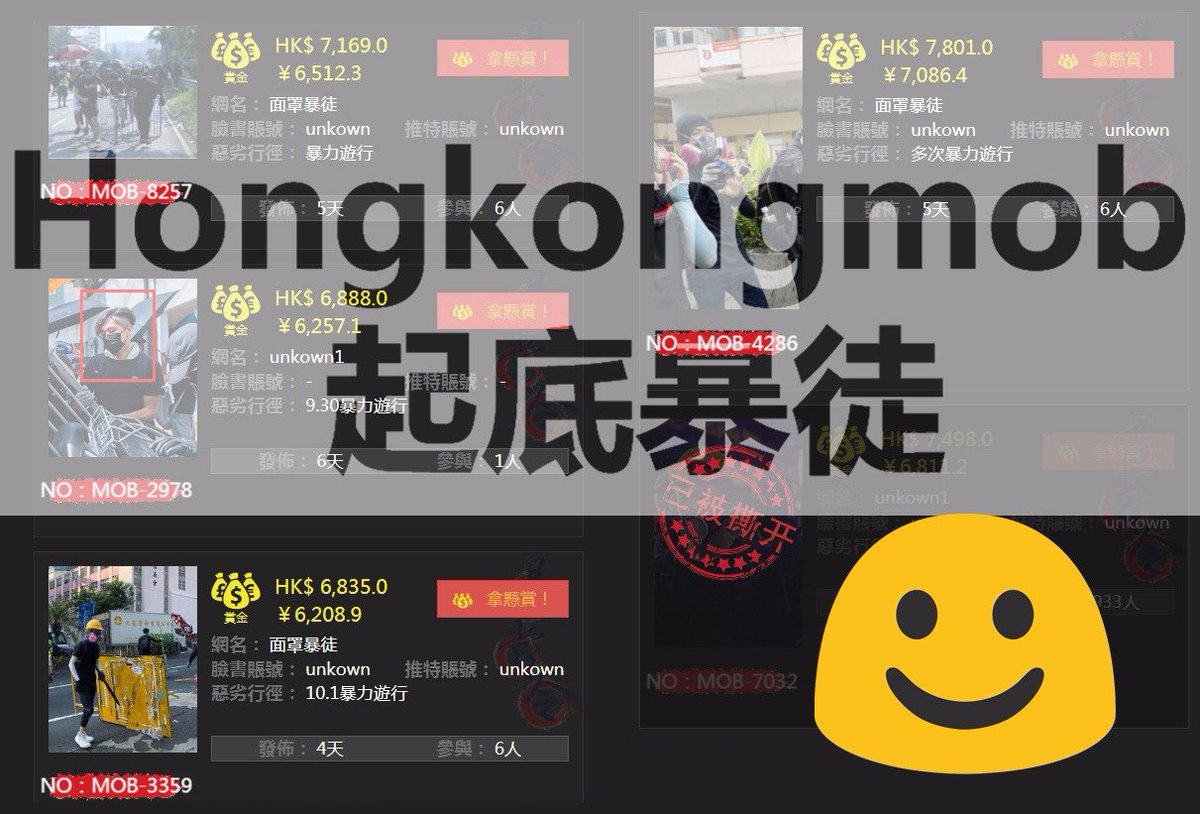 HK$ 7,169.0
￥6,512.3
賞金
拿懸賞！
網名： 面罩暴徒
臉書賬號： unkown 推特賬號： unkown
惡劣行徑： 暴力遊行
NO：MOB-8257
發佈： 5天 參與： 6人
HK$ 7,801.0
￥7,086.4
賞金
拿懸賞！
網名： 面罩暴徒
臉書賬號： unkown 推特賬號： unkown
惡劣行徑： 多次暴力遊行
發佈： 5天 參與： 6人
NO：MOB-4286
Hongkongmob
起底暴徒
HK$ 6,888.0
￥6,257.1
賞金
拿懸賞！
網名： unkown1
臉書賬號： - 推特賬號： -
惡劣行徑： 9.30暴力遊行
發佈： 6天 參與： 1人
NO：MOB-2978
HK$ 7,498.0
￥6,811.2
拿懸賞！
網名： unkown1
臉書賬號： unkown
惡劣
933人
已被撕开
NO：MOB-7032
HK$ 6,835.0
￥6,208.9
賞金
拿懸賞！
網名： 面罩暴徒
臉書賬號： unkown 推特賬號： unkown
惡劣行徑： 10.1暴力遊行
發佈： 4天 參與： 6人
NO：MOB-3359